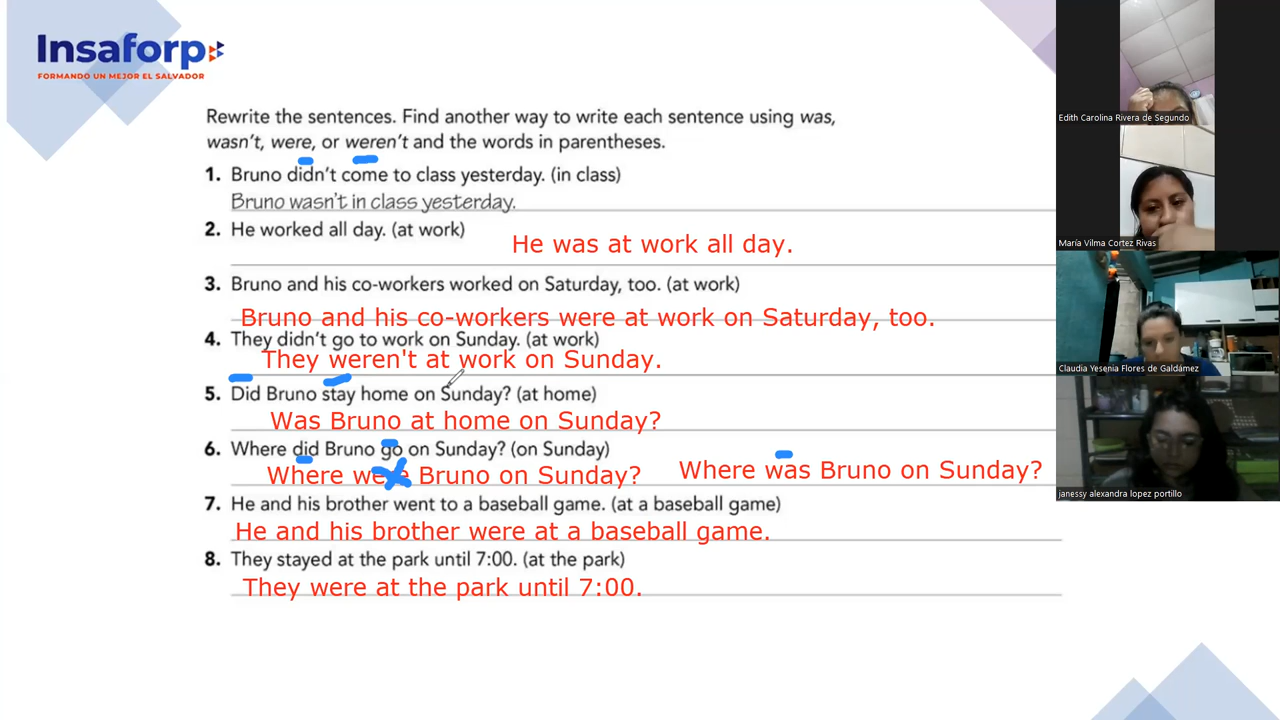 Insaforp
FORMANDO UN MEJOR EL SALVADOR
Rewrite the sentences. Find another way to write each sentence using was,
wasn't, were, or weren't and the words in parentheses.
1. Bruno didn't come to class yesterday. (in class)
Bruno wasn't in class yesterday.
2. He worked all day. (at work)
He was at work all day.
3. Bruno and his co-workers worked on Saturday, too. (at work)
Bruno and his co-workers were at work on Saturday, too.
4. They didn't go to work on Sunday. (at work)
They weren't at work on Sunday.
5. Did Bruno stay home on Sunday? (at home)
Was Bruno at home on Sunday?
6. Where did Bruno go on Sunday? (on Sunday)
Where were Bruno on Sunday? Where was Bruno on Sunday?
7. He and his brother went to a baseball game. (at a baseball game)
He and his brother were at a baseball game.
8. They stayed at the park until 7:00. (at the park)
They were at the park until 7:00.
Edith Carolina Rivera de Segundo
María Vilma Cortez Rivas
Claudia Yesenia Flores de Galdámez
janessy alexandra lopez portillo